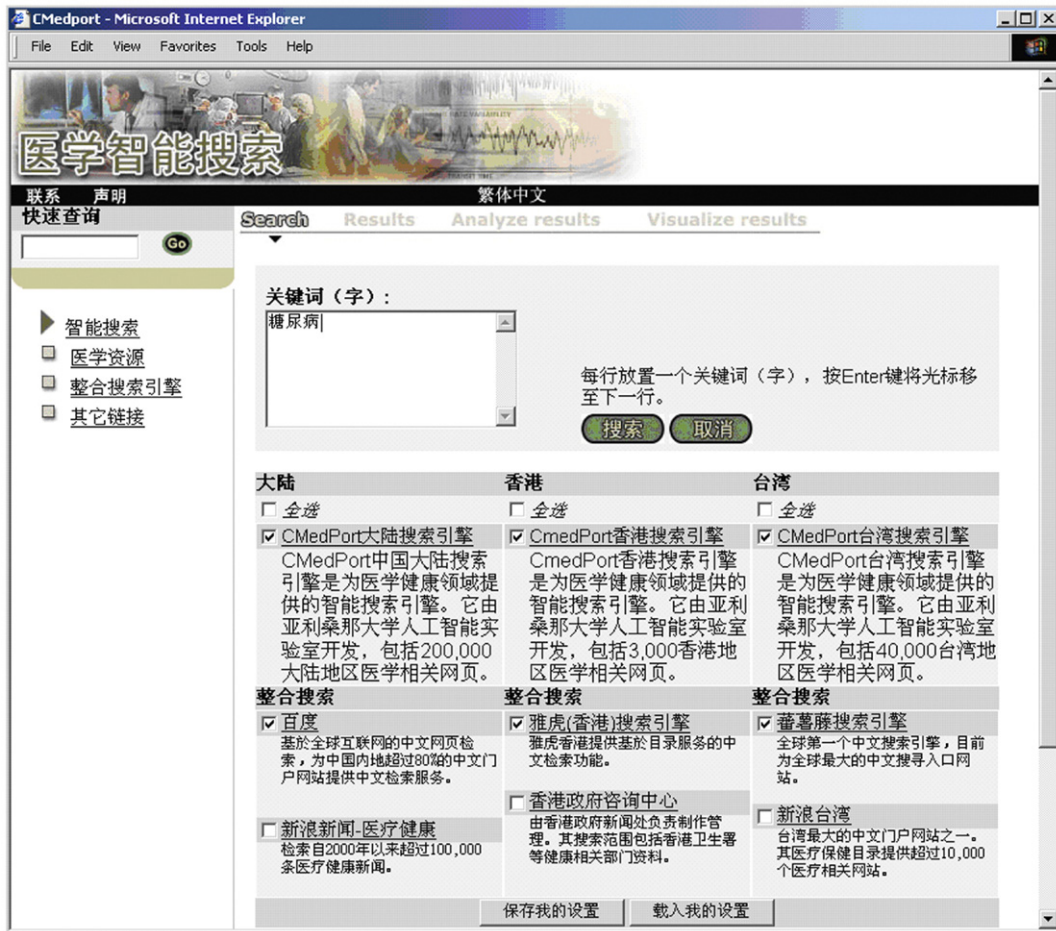 CMedport - Microsoft Internet Explorer
File Edit View Favorites Tools Help
医学智能搜索
联系 声明 繁体中文
快速查询
Go
Search Results Analyze results Visualize results
智能搜索
医学资源
整合搜索引擎
其它链接
关键词（字）:
糖尿病
每行放置一个关键词（字），按Enter键将光标移
至下一行。
搜索 取消
大陆
全选
CMedPort大陆搜索引擎
CMedPort中国大陆搜索
引擎是为医学健康领域提
供的智能搜索引擎。它由
亚利桑那大学人工智能实
验室开发，包括200,000
大陆地区医学相关网页。
整合搜索
百度
基於全球互联网的中文网页检
索，为中国内地超过80%的中文门
户网站提供中文检索服务。
新浪新闻-医疗健康
检索自2000年以来超过100,000
条医疗健康新闻。
香港
全选
CmedPort香港搜索引擎
CmedPort香港搜索引擎
是为医学健康领域提供的
智能搜索引擎。它由亚利
桑那大学人工智能实验室
开发，包括3,000香港地
区医学相关网页。
整合搜索
雅虎(香港)搜索引擎
雅虎香港提供基於目录服务的中
文检索功能。
香港政府咨询中心
由香港政府新闻处负责制作管
理。其搜索范围包括香港卫生署
等健康相关部门资料。
台湾
全选
CMedPort台湾搜索引擎
CMedPort台湾搜索引擎
是为医学健康领域提供的
智能搜索引擎。它由亚利
桑那大学人工智能实验室
开发，包括40,000台湾地
区医学相关网页。
整合搜索
蕃薯藤搜索引擎
全球第一个中文搜索引擎，目前
为全球最大的中文搜寻入口网
站。
新浪台湾
台湾最大的中文门户网站之一。
其医疗保健目录提供超过10,000
个医疗相关网站。
保存我的设置 载入我的设置